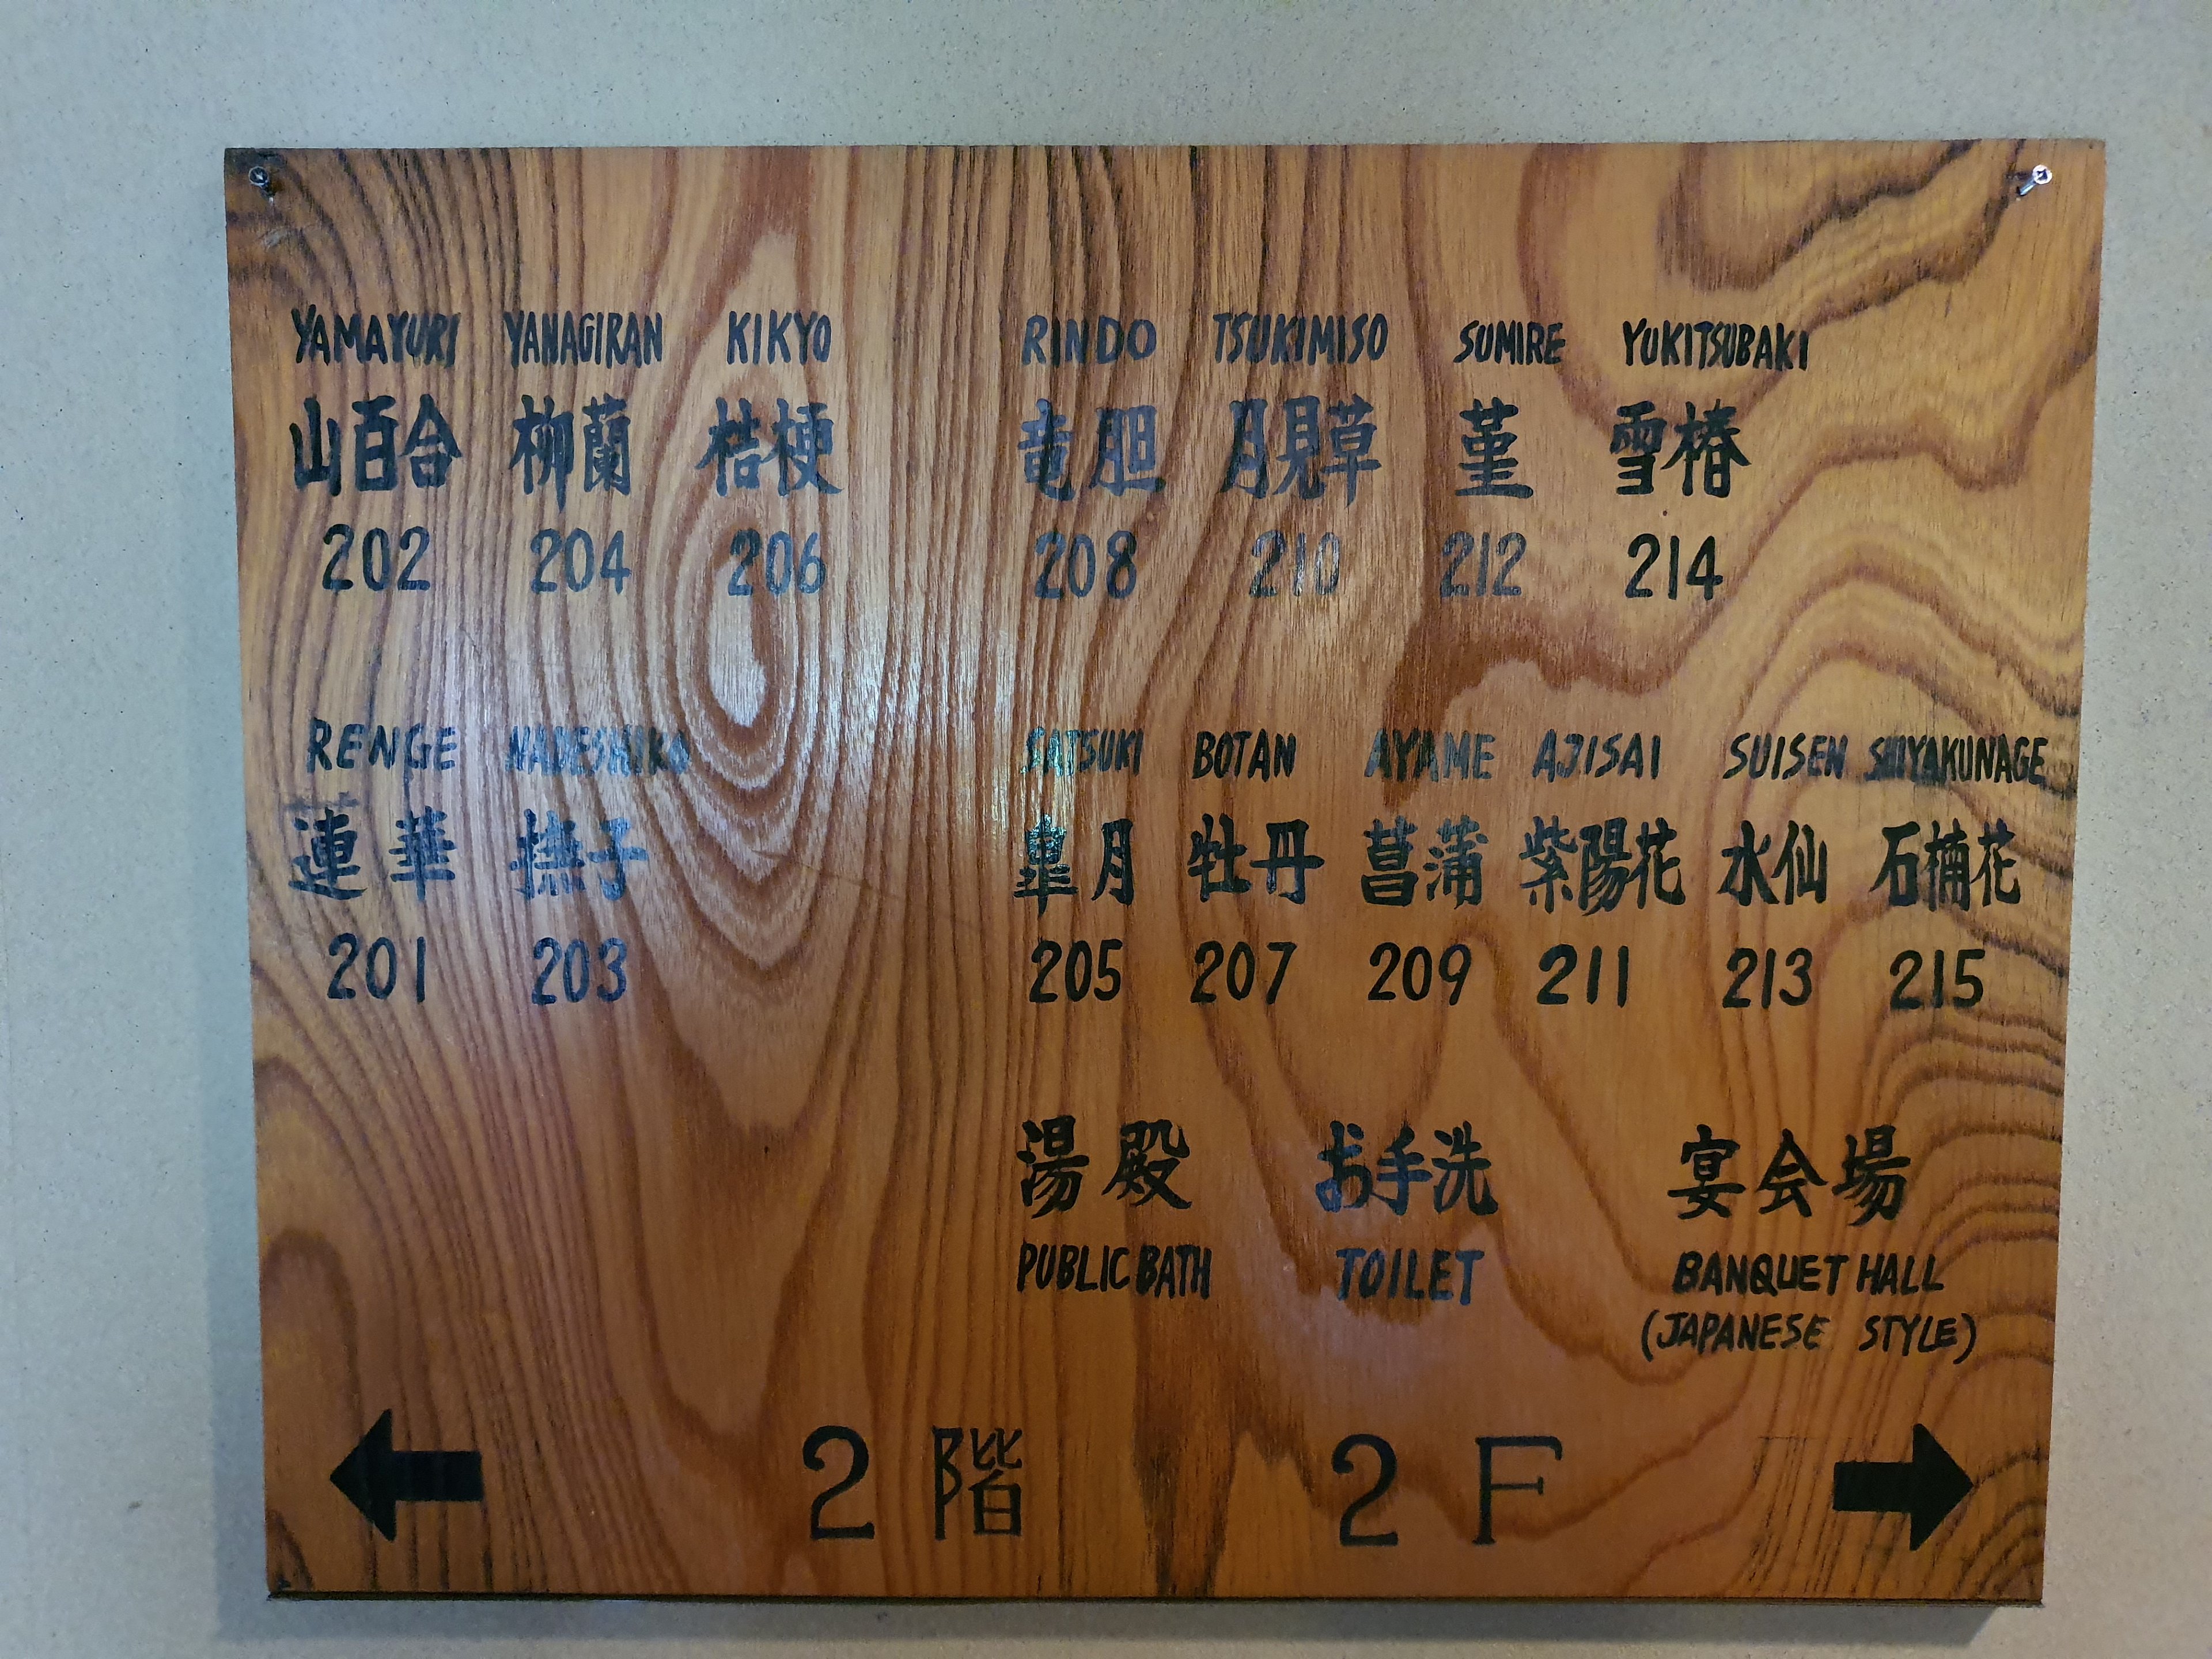 YAMAYURI YANAGIRAN KIKYO RINDO TSUKIMISO SUMIRE YUKITSUBAKI
山百合 柳蘭 桔梗 竜胆 月見草 菫 雪椿
202 204 206 208 210 212 214
RENGE NADESHIKO SATSUKI BOTAN AYAME AJISAI SUISEN SHIYAKUNAGE
蓮華 撫子 皐月 牡丹 菖蒲 紫陽花 水仙 石楠花
201 203 205 207 209 211 213 215
湯殿 お手洗 宴会場
PUBLIC BATH TOILET BANQUET HALL
(JAPANESE STYLE)
2階 2F